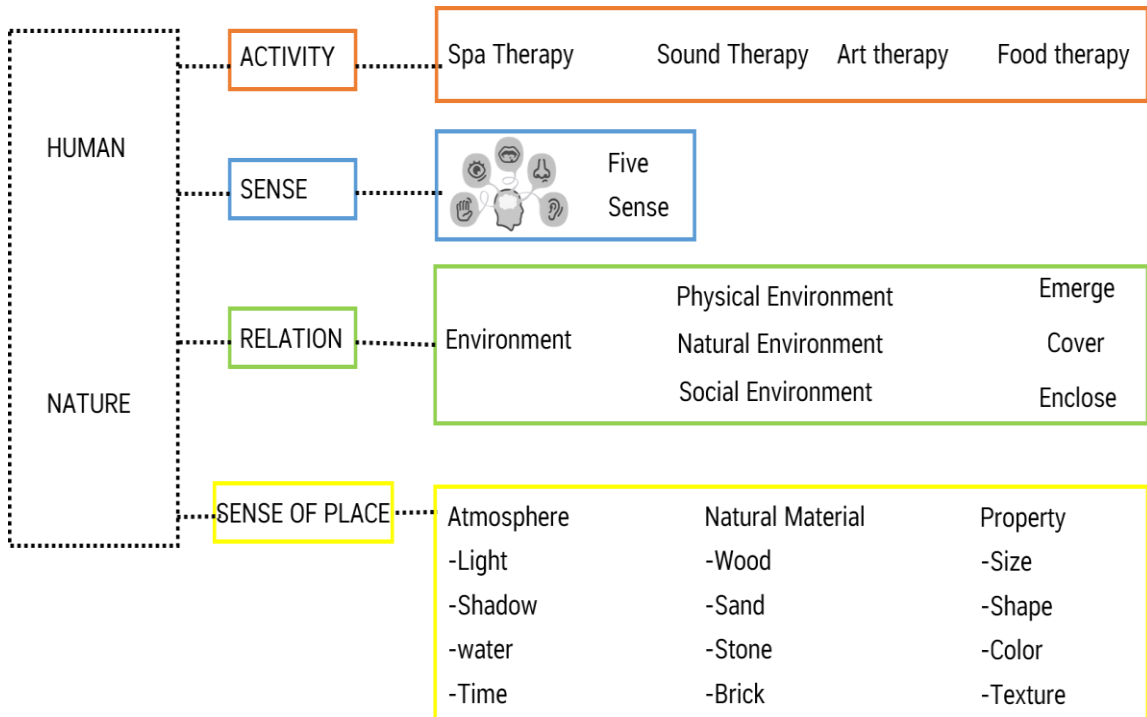 HUMAN
NATURE
ACTIVITY
Spa Therapy Sound Therapy Art therapy Food therapy
SENSE
Five
Sense
RELATION
Environment
Physical Environment
Natural Environment
Social Environment
Emerge
Cover
Enclose
SENSE OF PLACE
Atmosphere
-Light
-Shadow
-water
-Time
Natural Material
-Wood
-Sand
-Stone
-Brick
Property
-Size
-Shape
-Color
-Texture